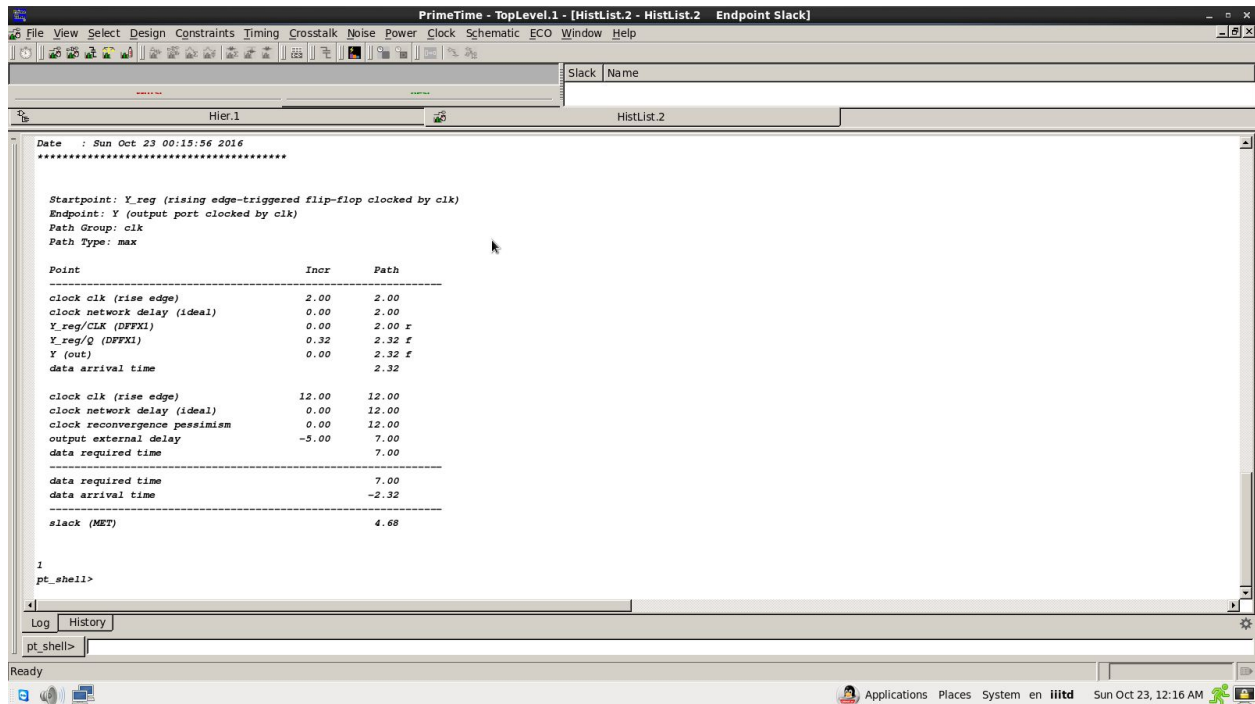 PrimeTime - TopLevel.1 - [HistList.2 - HistList.2 Endpoint Slack]
File View Select Design Constraints Timing Crosstalk Noise Power Clock Schematic ECO Window Help
Slack Name
Hier.1 HistList.2
Date : Sun Oct 23 00:15:56 2016
****************************************
Startpoint: Y_reg (rising edge-triggered flip-flop clocked by clk)
Endpoint: Y (output port clocked by clk)
Path Group: clk
Path Type: max
Point Incr Path
---------------------------------------------------------------
clock clk (rise edge) 2.00 2.00
clock network delay (ideal) 0.00 2.00
Y_reg/CLK (DFFX1) 0.00 2.00 r
Y_reg/Q (DFFX1) 0.32 2.32 f
Y (out) 0.00 2.32 f
data arrival time 2.32
clock clk (rise edge) 12.00 12.00
clock network delay (ideal) 0.00 12.00
clock reconvergence pessimism 0.00 12.00
output external delay -5.00 7.00
data required time 7.00
---------------------------------------------------------------
data required time 7.00
data arrival time -2.32
---------------------------------------------------------------
slack (MET) 4.68
1
pt_shell>
Log History
pt_shell>
Ready
Applications Places System en iiitd Sun Oct 23, 12:16 AM